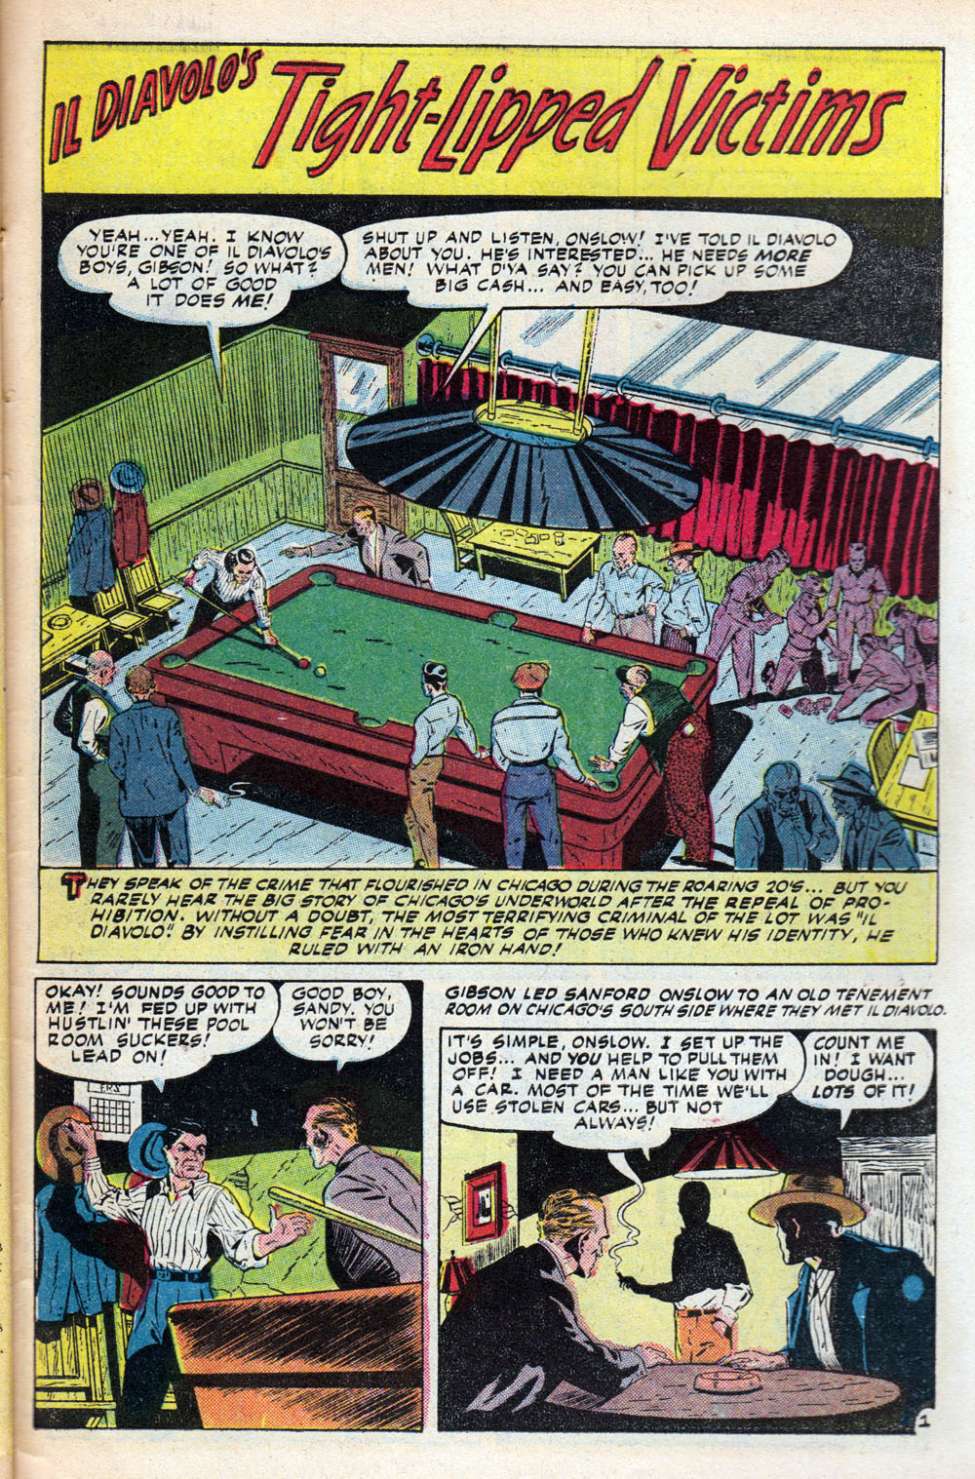 IL DIAVOLO'S
Tight-Lipped Victims
YEAH...YEAH. I KNOW
YOU'RE ONE OF IL DIAVOLO'S
BOYS, GIBSON! SO WHAT?
A LOT OF GOOD
IT DOES ME!
SHUT UP AND LISTEN, ONSLOW! I'VE TOLD IL DIAVOLO
ABOUT YOU. HE'S INTERESTED... HE NEEDS MORE
MEN! WHAT D'YA SAY? YOU CAN PICK UP SOME
BIG CASH... AND EASY, TOO!
THEY SPEAK OF THE CRIME THAT FLOURISHED IN CHICAGO DURING THE ROARING 20'S... BUT YOU
RARELY HEAR THE BIG STORY OF CHICAGO'S UNDERWORLD AFTER THE REPEAL OF PRO-
HIBITION. WITHOUT A DOUBT, THE MOST TERRIFYING CRIMINAL OF THE LOT WAS "IL
DIAVOLO." BY INSTILLING FEAR IN THE HEARTS OF THOSE WHO KNEW HIS IDENTITY, HE
RULED WITH AN IRON HAND!
OKAY! SOUNDS GOOD TO
ME! I'M FED UP WITH
HUSTLIN' THESE POOL
ROOM SUCKERS!
LEAD ON!
GOOD BOY,
SANDY. YOU
WON'T BE
SORRY!
GIBSON LED SANFORD ONSLOW TO AN OLD TENEMENT
ROOM ON CHICAGO'S SOUTH SIDE WHERE THEY MET IL DIAVOLO.
IT'S SIMPLE, ONSLOW. I SET UP THE
JOBS... AND YOU HELP TO PULL THEM
OFF! I NEED A MAN LIKE YOU WITH
A CAR. MOST OF THE TIME WE'LL
USE STOLEN CARS... BUT NOT
ALWAYS!
COUNT ME
IN! I WANT
DOUGH...
LOTS OF IT!
1